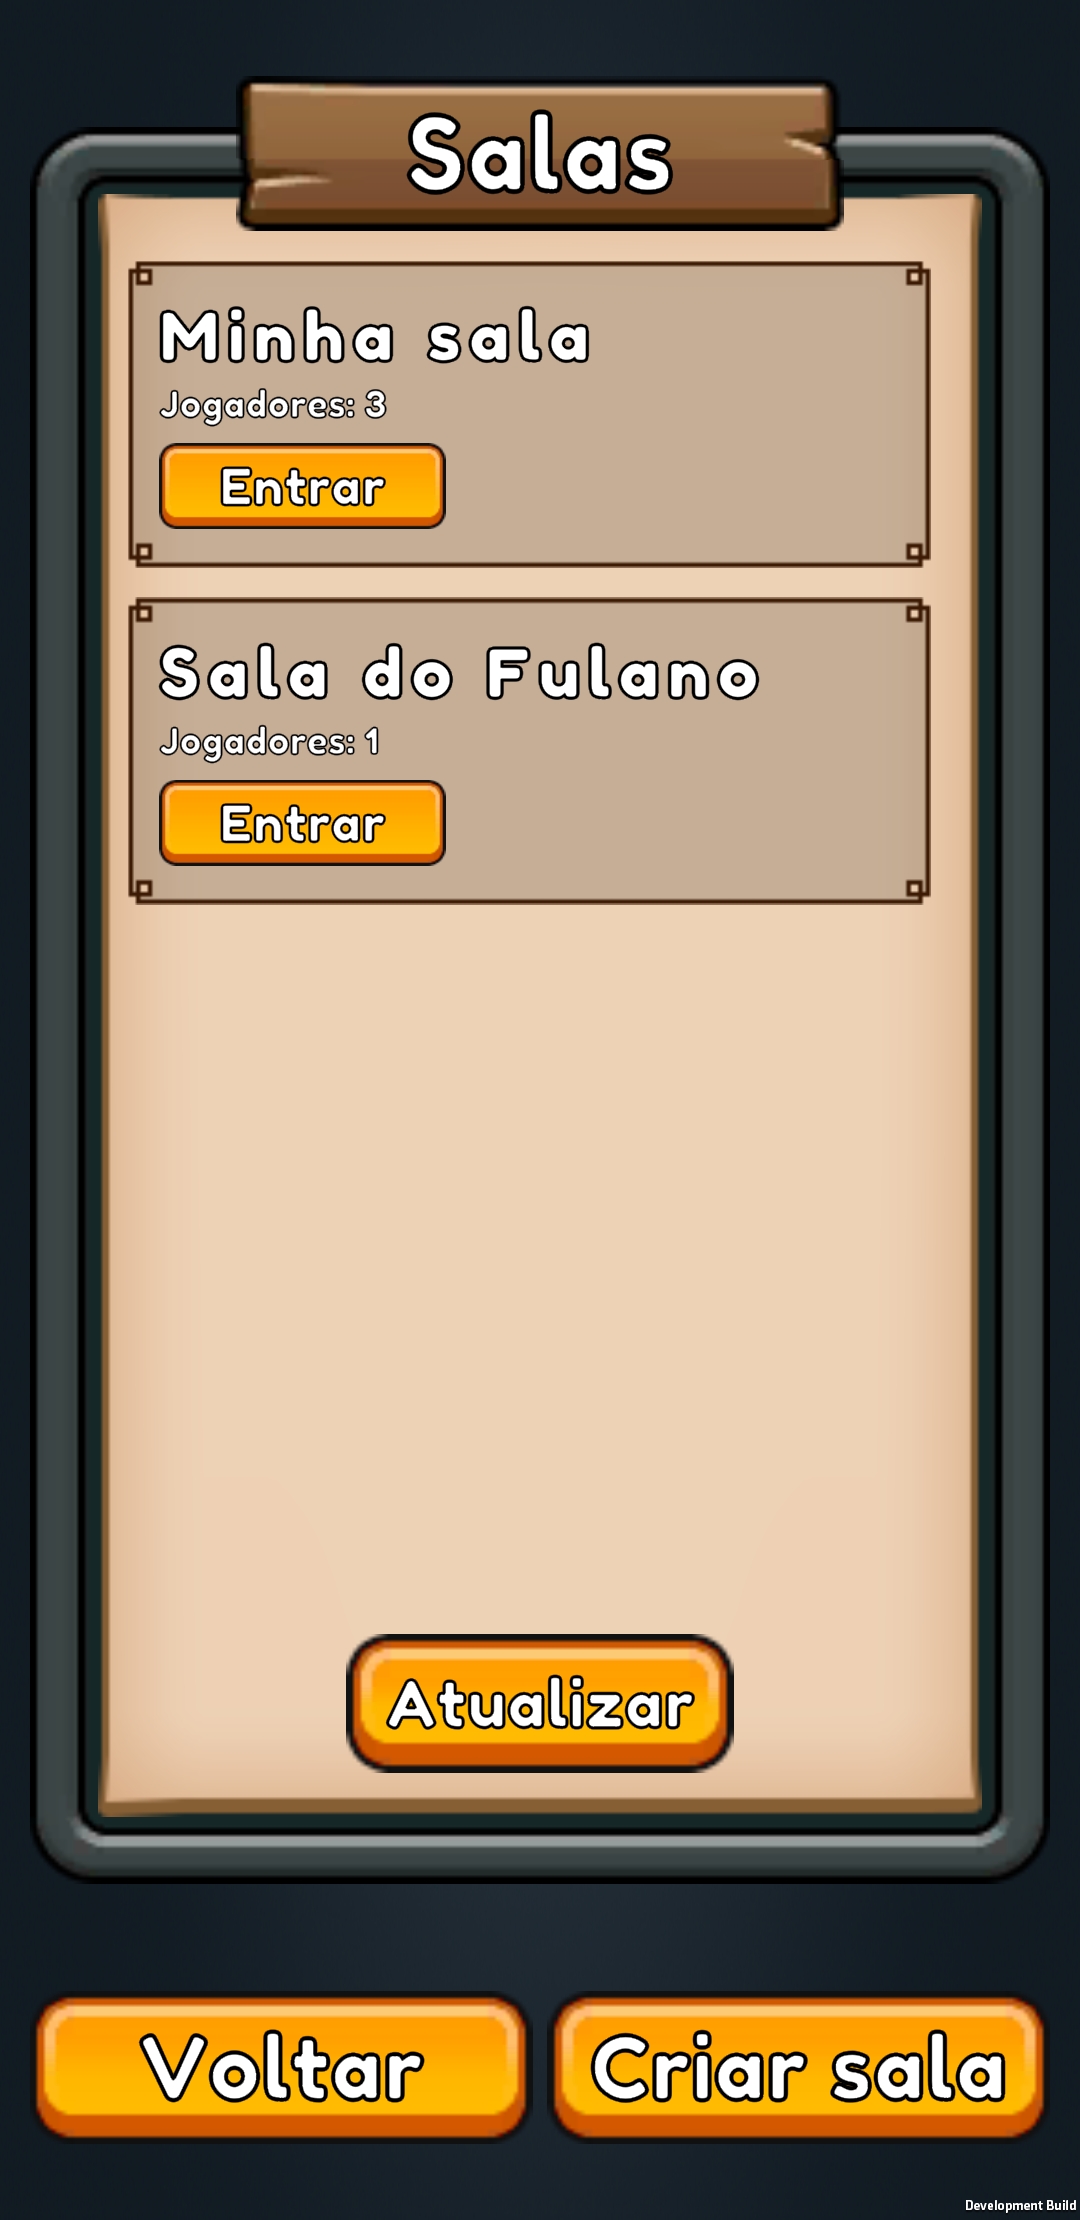 Salas
Minha sala
Jogadores: 3
Entrar
Sala do Fulano
Jogadores: 1
Entrar
Atualizar
Voltar
Criar sala
Development Build